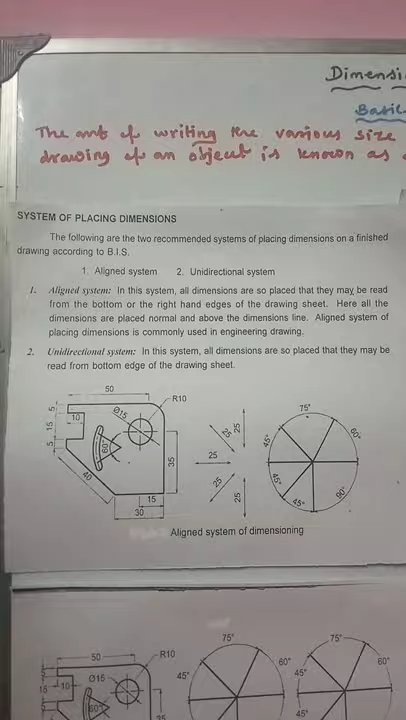 Dimensi
Basic
The art of writing the various size
drawing of an object is known as
SYSTEM OF PLACING DIMENSIONS
The following are the two recommended systems of placing dimensions on a finished
drawing according to B.I.S.
1. Aligned system 2. Unidirectional system
1. Aligned system: In this system, all dimensions are so placed that they may be read
from the bottom or the right hand edges of the drawing sheet. Here all the
dimensions are placed normal and above the dimensions line. Aligned system of
placing dimensions is commonly used in engineering drawing.
2. Unidirectional system: In this system, all dimensions are so placed that they may be
read from bottom edge of the drawing sheet.
50
R10
5
10
Ø15
15
60°
5
35
40
15
30
25
25
25
25
25
75°
60°
45°
45°
45°
90°
Aligned system of dimensioning
50
R10
Ø15
15
10
60°
35
75°
60°
45°
75°
60°
45°
45°